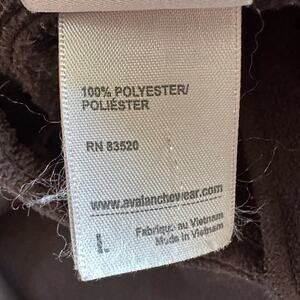 100% POLYESTER/
POLIÉSTER
RN 83520
www.avalanchewear.com
L
Fabriqué au Vietnam
Made in Vietnam